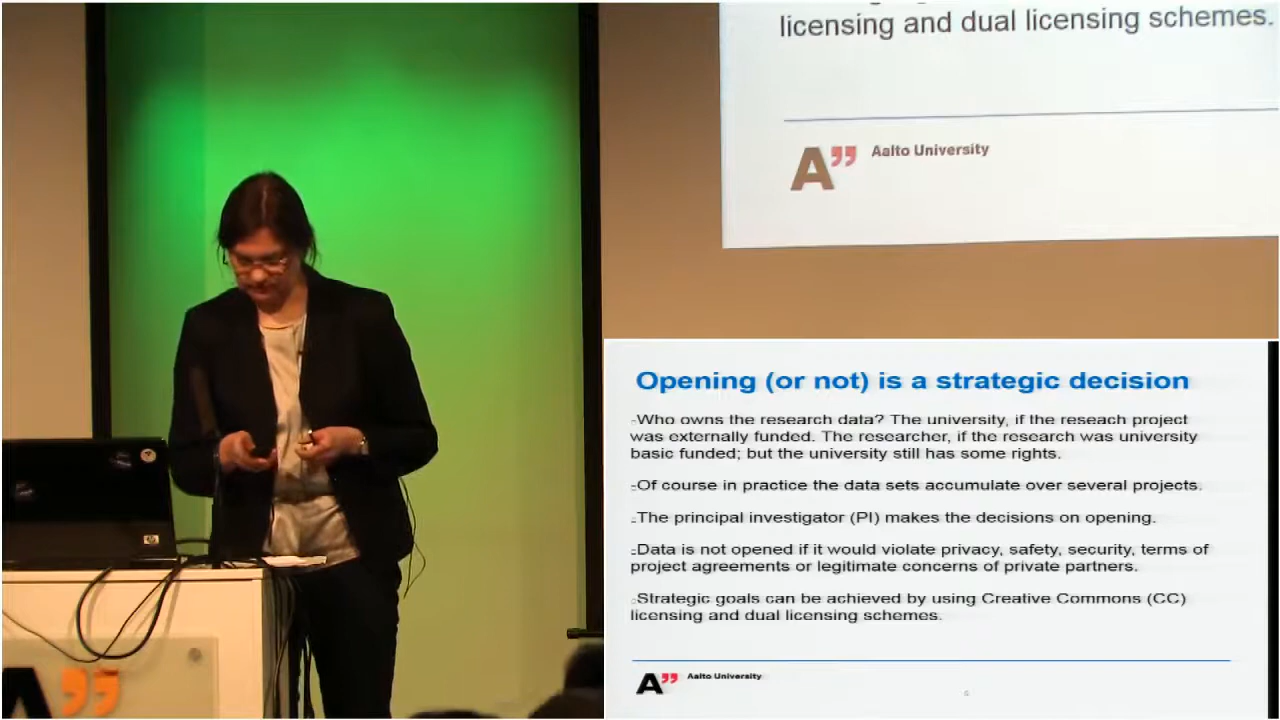 licensing and dual licensing schemes.
A”
Aalto University
Opening (or not) is a strategic decision
-Who owns the research data? The university, if the reseach project
was externally funded. The researcher, if the research was university
basic funded; but the university still has some rights.
-Of course in practice the data sets accumulate over several projects.
-The principal investigator (PI) makes the decisions on opening.
-Data is not opened if it would violate privacy, safety, security, terms of
project agreements or legitimate concerns of private partners.
-Strategic goals can be achieved by using Creative Commons (CC)
licensing and dual licensing schemes.
A”
Aalto University
hp
A”